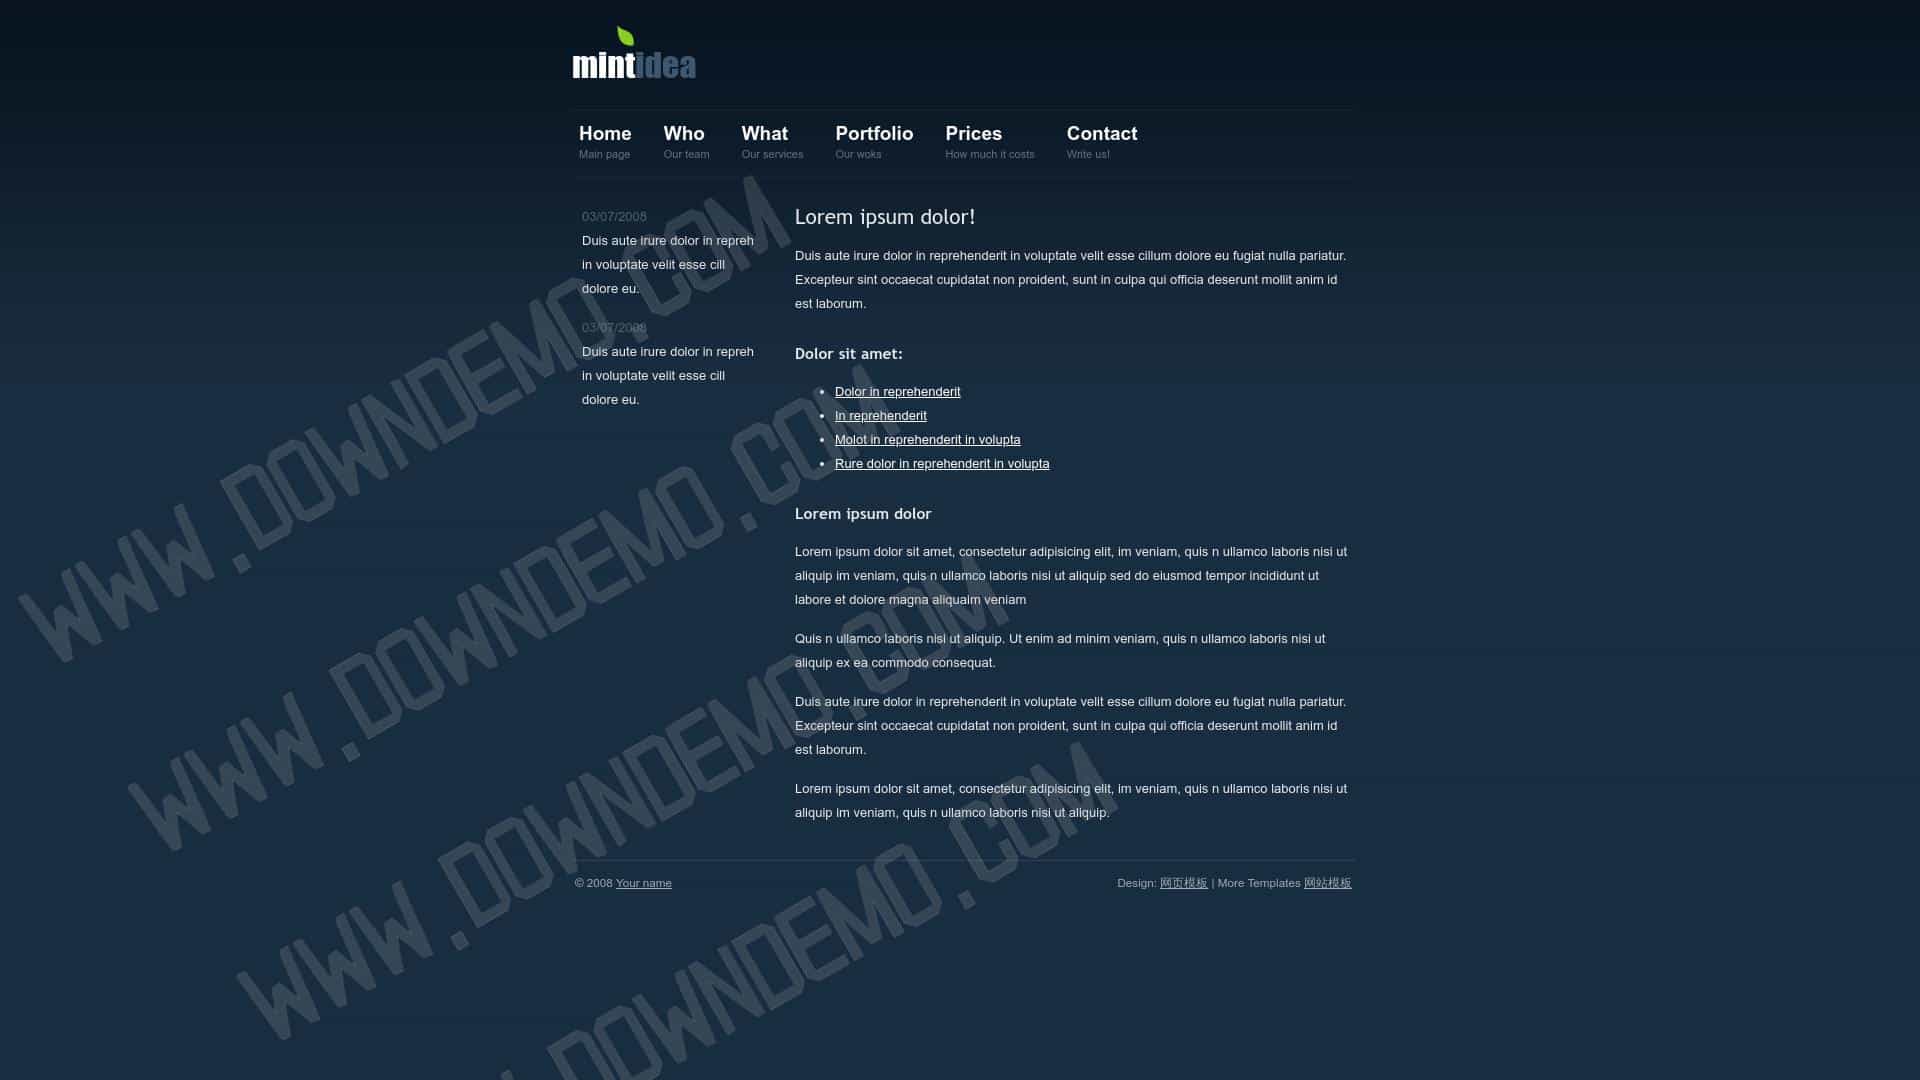 mintidea
Home
Main page
Who
Our team
What
Our services
Portfolio
Our woks
Prices
How much it costs
Contact
Write us!
03/07/2008
Duis aute irure dolor in repreh
in voluptate velit esse cill
dolore eu.
03/07/2008
Duis aute irure dolor in repreh
in voluptate velit esse cill
dolore eu.
Lorem ipsum dolor!
Duis aute irure dolor in reprehenderit in voluptate velit esse cillum dolore eu fugiat nulla pariatur.
Excepteur sint occaecat cupidatat non proident, sunt in culpa qui officia deserunt mollit anim id
est laborum.
Dolor sit amet:
• Dolor in reprehenderit
• In reprehenderit
• Molot in reprehenderit in volupta
• Rure dolor in reprehenderit in volupta
Lorem ipsum dolor
Lorem ipsum dolor sit amet, consectetur adipisicing elit, im veniam, quis n ullamco laboris nisi ut
aliquip im veniam, quis n ullamco laboris nisi ut aliquip sed do eiusmod tempor incididunt ut
labore et dolore magna aliquaim veniam
Quis n ullamco laboris nisi ut aliquip. Ut enim ad minim veniam, quis n ullamco laboris nisi ut
aliquip ex ea commodo consequat.
Duis aute irure dolor in reprehenderit in voluptate velit esse cillum dolore eu fugiat nulla pariatur.
Excepteur sint occaecat cupidatat non proident, sunt in culpa qui officia deserunt mollit anim id
est laborum.
Lorem ipsum dolor sit amet, consectetur adipisicing elit, im veniam, quis n ullamco laboris nisi ut
aliquip im veniam, quis n ullamco laboris nisi ut aliquip.
© 2008 Your name
Design: 网页模板 | More Templates 网站模板
WWW.DOWNDEMO.COM
WWW.DOWNDEMO.COM
WWW.DOWNDEMO.COM
.DOWNDEMO.COM